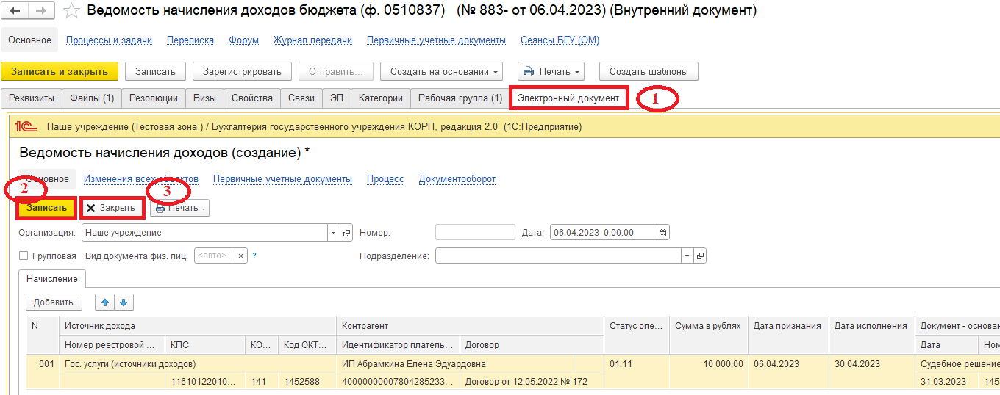 Ведомость начисления доходов бюджета (ф. 0510837) (№ 883- от 06.04.2023) (Внутренний документ)
Основное Процессы и задачи Переписка Форум Журнал передачи Первичные учетные документы Сеансы БГУ (ОМ)
Записать и закрыть Записать Зарегистрировать Отправить... Создать на основании Печать Создать шаблоны
Реквизиты Файлы (1) Резолюции Визы Свойства Связи ЭП Категории Рабочая группа (1) Электронный документ 1
1С Наше учреждение (Тестовая зона ) / Бухгалтерия государственного учреждения КОРП, редакция 2.0 (1С:Предприятие)
Ведомость начисления доходов (создание) *
Основное Изменения всех объектов Первичные учетные документы Процесс Документооборот
2 3
Записать Закрыть Печать
Организация: Наше учреждение Номер: Дата: 06.04.2023 0:00:00
Групповая Вид документа физ. лиц: <авто> × ? Подразделение:
Начисление
Добавить
N Источник дохода Контрагент Статус опе... Сумма в рублях Дата признания Дата исполнения Документ - основа
Номер реестровой ... КПС КО... Код ОКТ... Идентификатор платель... Договор Дата Ном
001 Гос. услуги (источники доходов) ИП Абрамкина Елена Эдуардовна 01.11 10 000,00 06.04.2023 30.04.2023 Судебное решение
11610122010... 141 1452588 40000000007804285233... Договор от 12.05.2022 № 172 31.03.2023 145